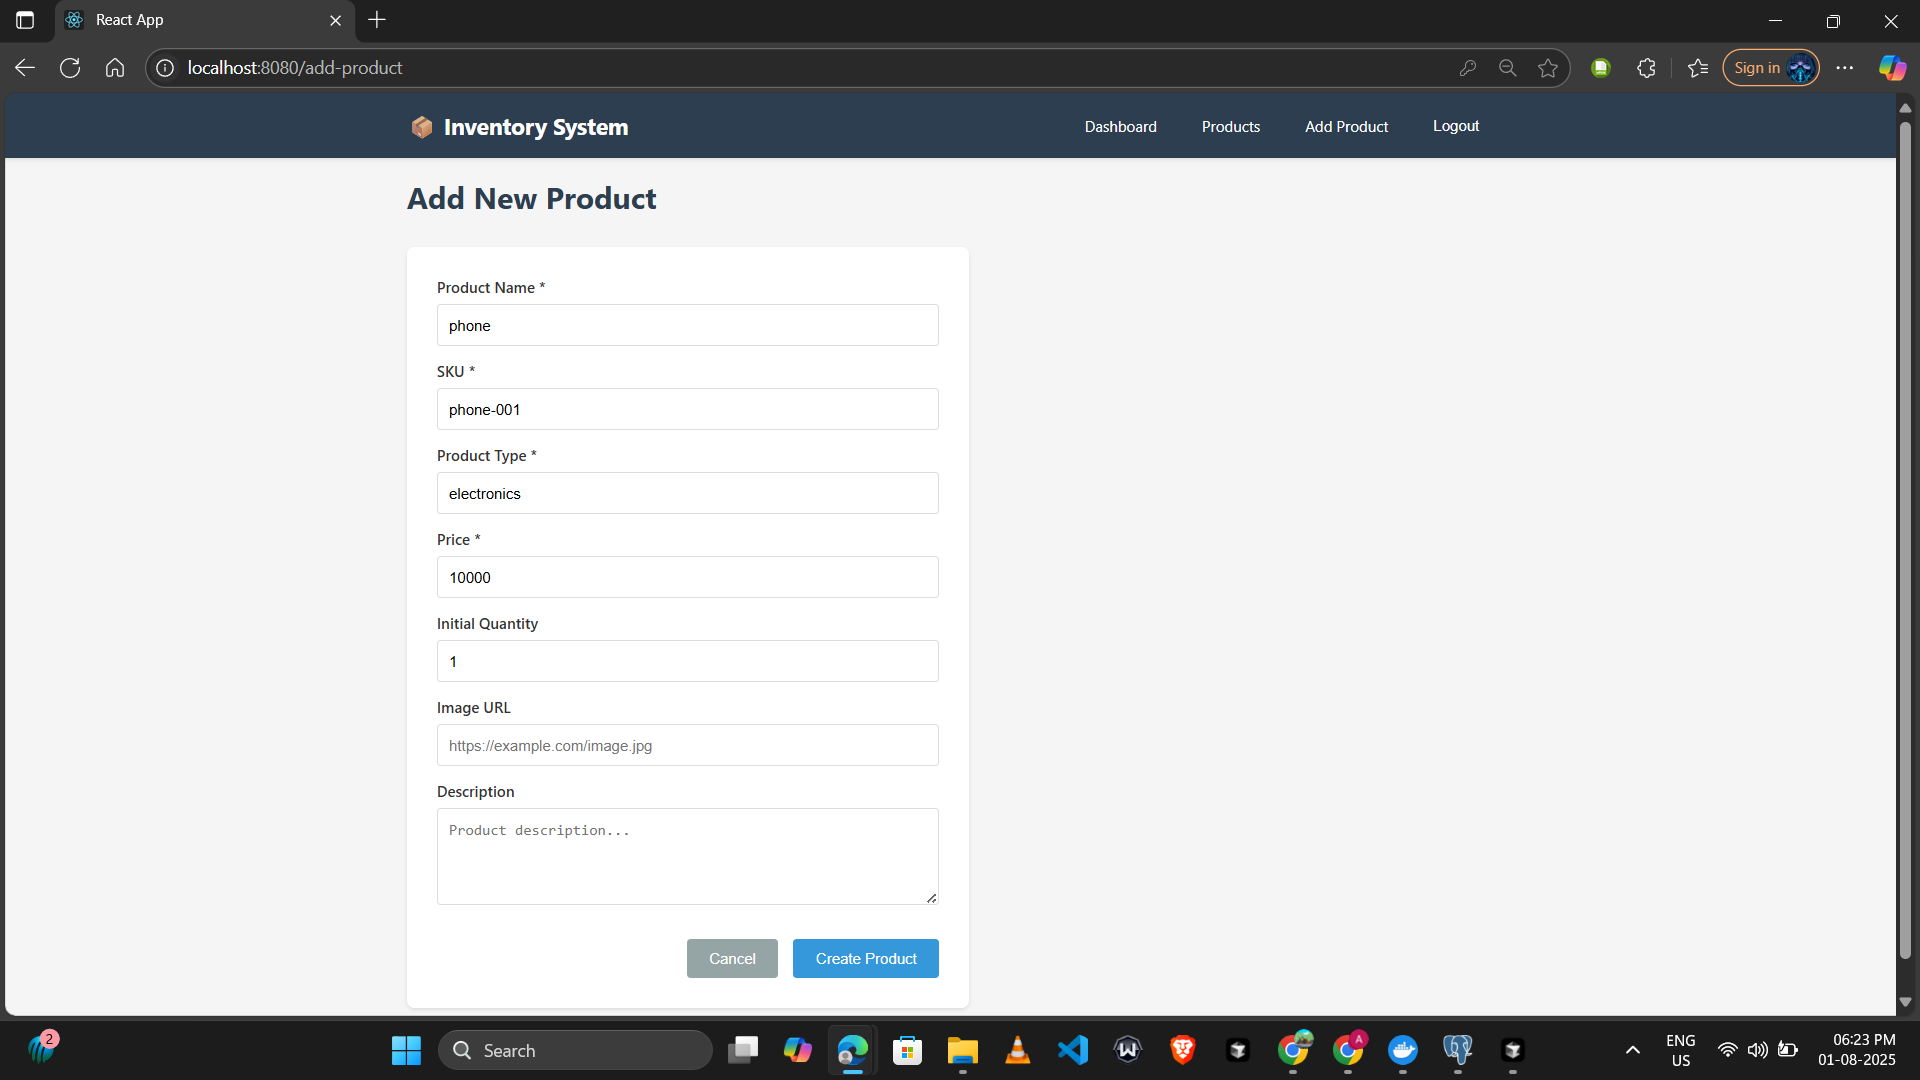 React App
localhost:8080/add-product
Sign in
Inventory System
Dashboard
Products
Add Product
Logout
Add New Product
Product Name *
phone
SKU *
phone-001
Product Type *
electronics
Price *
10000
Initial Quantity
1
Image URL
https://example.com/image.jpg
Description
Product description...
Cancel
Create Product
2
Search
A
ENG
US
06:23 PM
01-08-2025